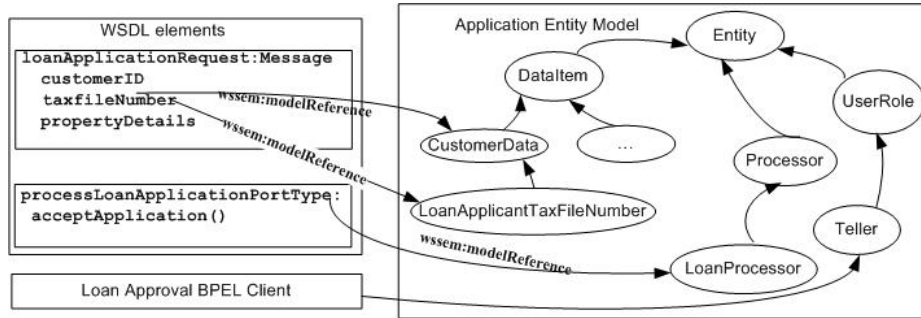 WSDL elements
loanApplicationRequest:Message
customerID
taxfileNumber
propertyDetails
processLoanApplicationPortType:
acceptApplication()
Loan Approval BPEL Client
wssem:modelReference
wssem:modelReference
wssem:modelReference
Application Entity Model
Entity
DataItem
UserRole
CustomerData
...
Processor
LoanApplicantTaxFileNumber
Teller
LoanProcessor